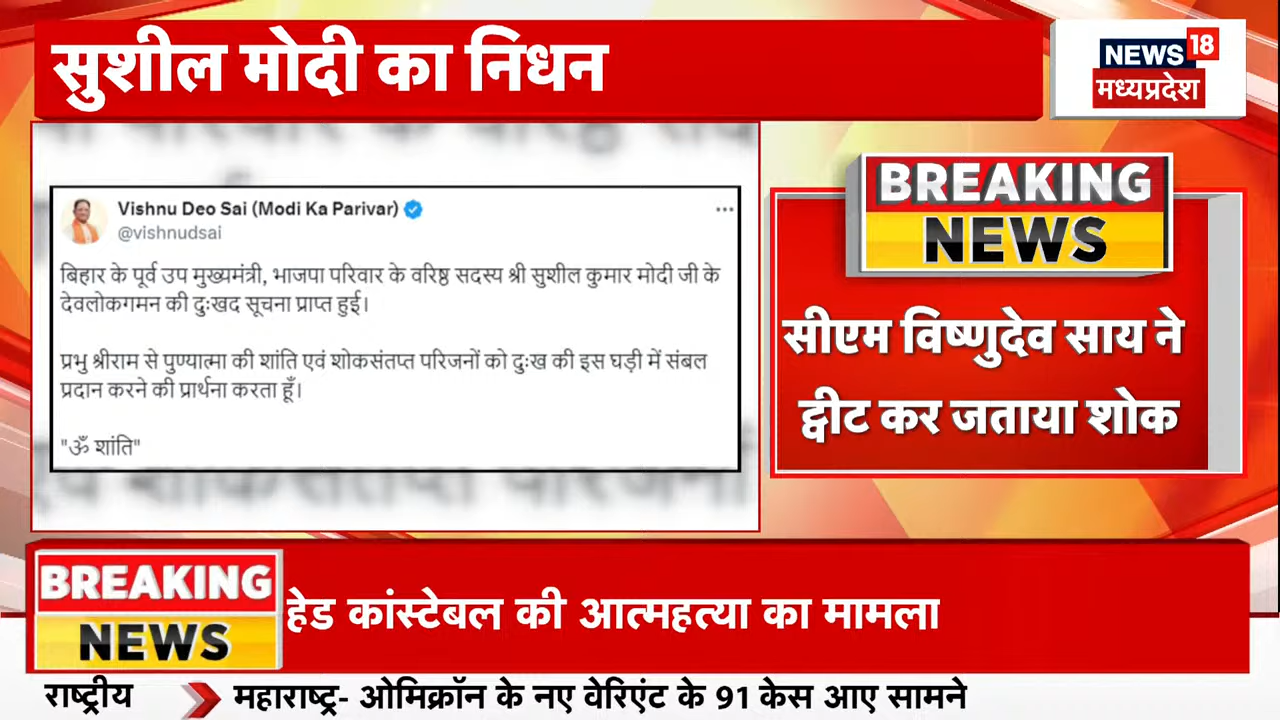 सुशील मोदी का निधन
NEWS 18
मध्यप्रदेश
Vishnu Deo Sai (Modi Ka Parivar)
@vishnudsai
बिहार के पूर्व उप मुख्यमंत्री, भाजपा परिवार के वरिष्ठ सदस्य श्री सुशील कुमार मोदी जी के
देवलोकगमन की दुःखद सूचना प्राप्त हुई।
प्रभु श्रीराम से पुण्यात्मा की शांति एवं शोकसंतप्त परिजनों को दुःख की इस घड़ी में संबल
प्रदान करने की प्रार्थना करता हूँ।
"ॐ शांति"
BREAKING
NEWS
सीएम विष्णुदेव साय ने
ट्वीट कर जताया शोक
BREAKING
NEWS
हेड कांस्टेबल की आत्महत्या का मामला
राष्ट्रीय
महाराष्ट्र- ओमिक्रॉन के नए वेरिएंट के 91 केस आए सामने